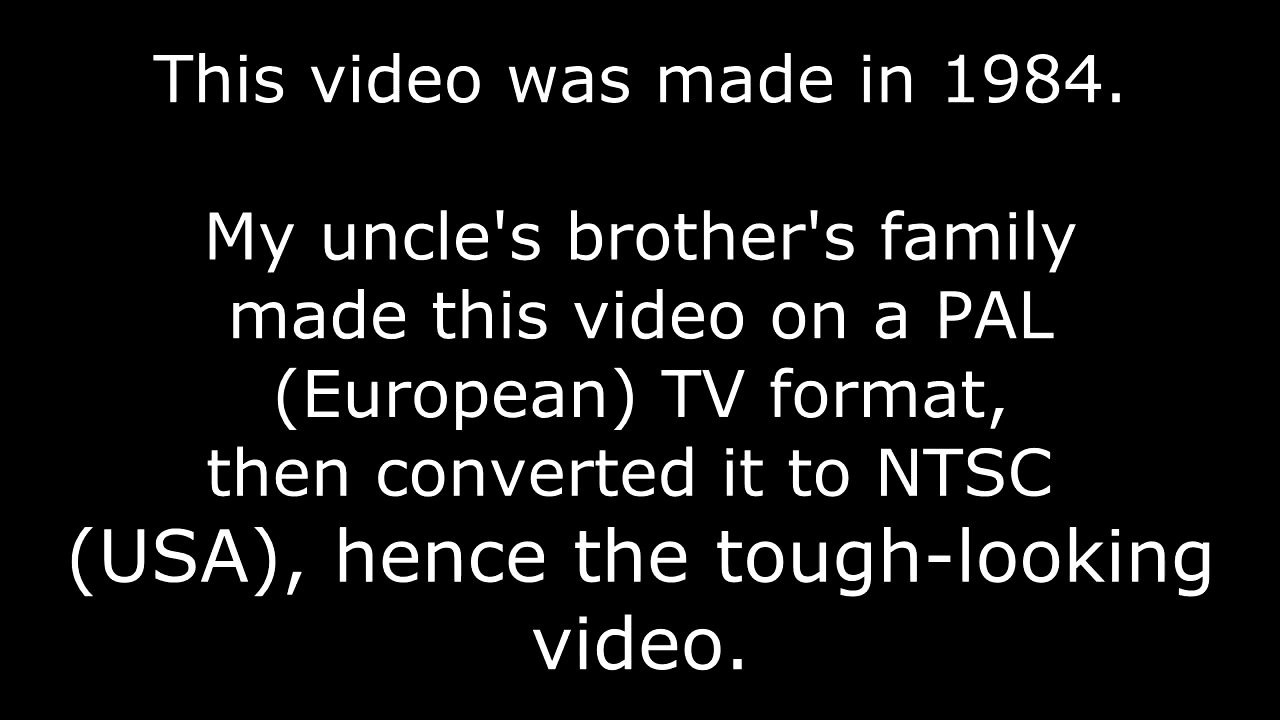 This video was made in 1984.
My uncle's brother's family
made this video on a PAL
(European) TV format,
then converted it to NTSC
(USA), hence the tough-looking
video.